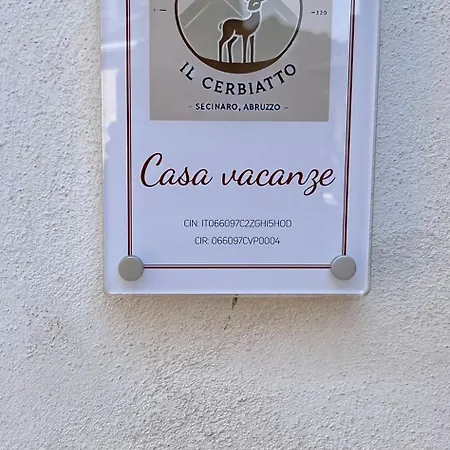 IL CERBIATTO
- SECINARO, ABRUZZO -
Casa vacanze
CIN: IT066097C2ZGHI5HOD
CIR: 066097CVP0004